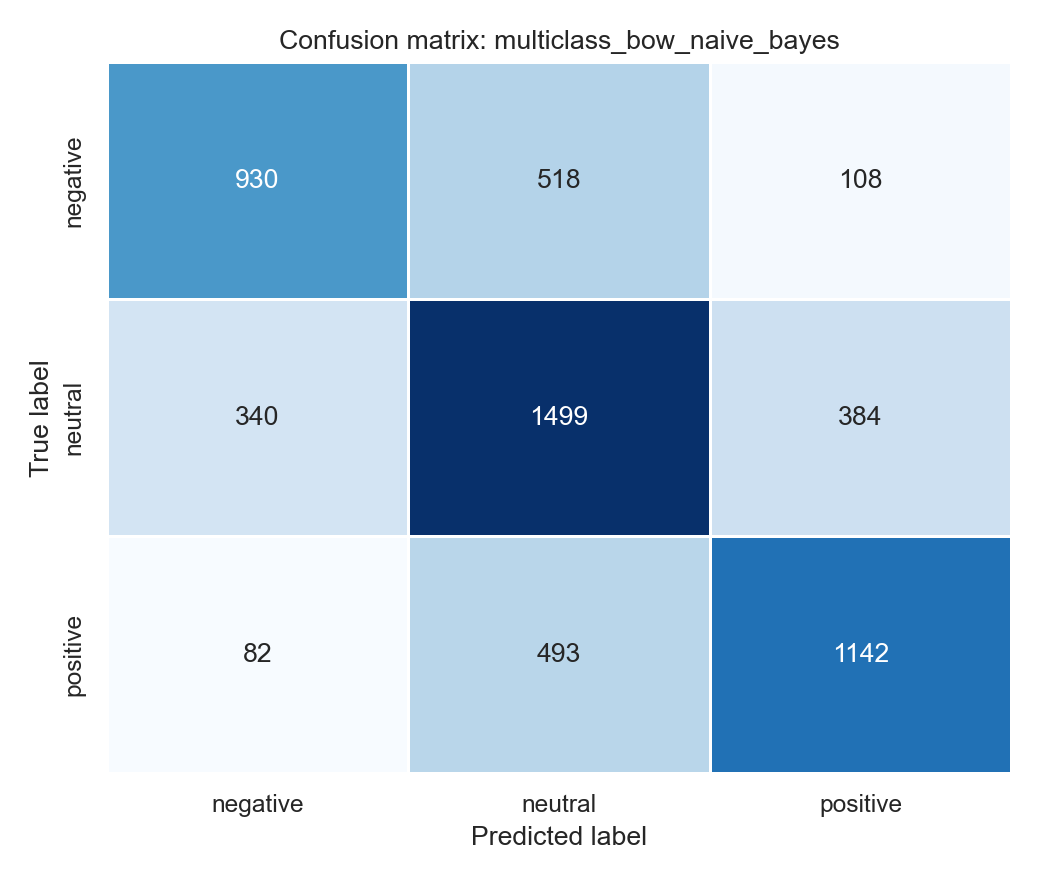 Confusion matrix: multiclass_bow_naive_bayes
True label
negative
930
518
108
neutral
340
1499
384
positive
82
493
1142
negative
neutral
positive
Predicted label